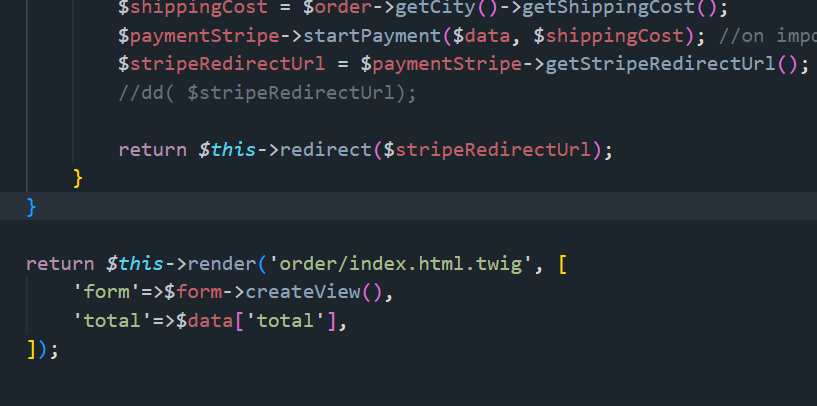 $shippingCost = $order->getCity()->getShippingCost();
$paymentStripe->startPayment($data, $shippingCost); //on
$stripeRedirectUrl = $paymentStripe->getStripeRedirectUrl();
//dd( $stripeRedirectUrl);
return $this->redirect($stripeRedirectUrl);
}
}
return $this->render('order/index.html.twig', [
'form'=>$form->createView(),
'total'=>$data['total'],
]);